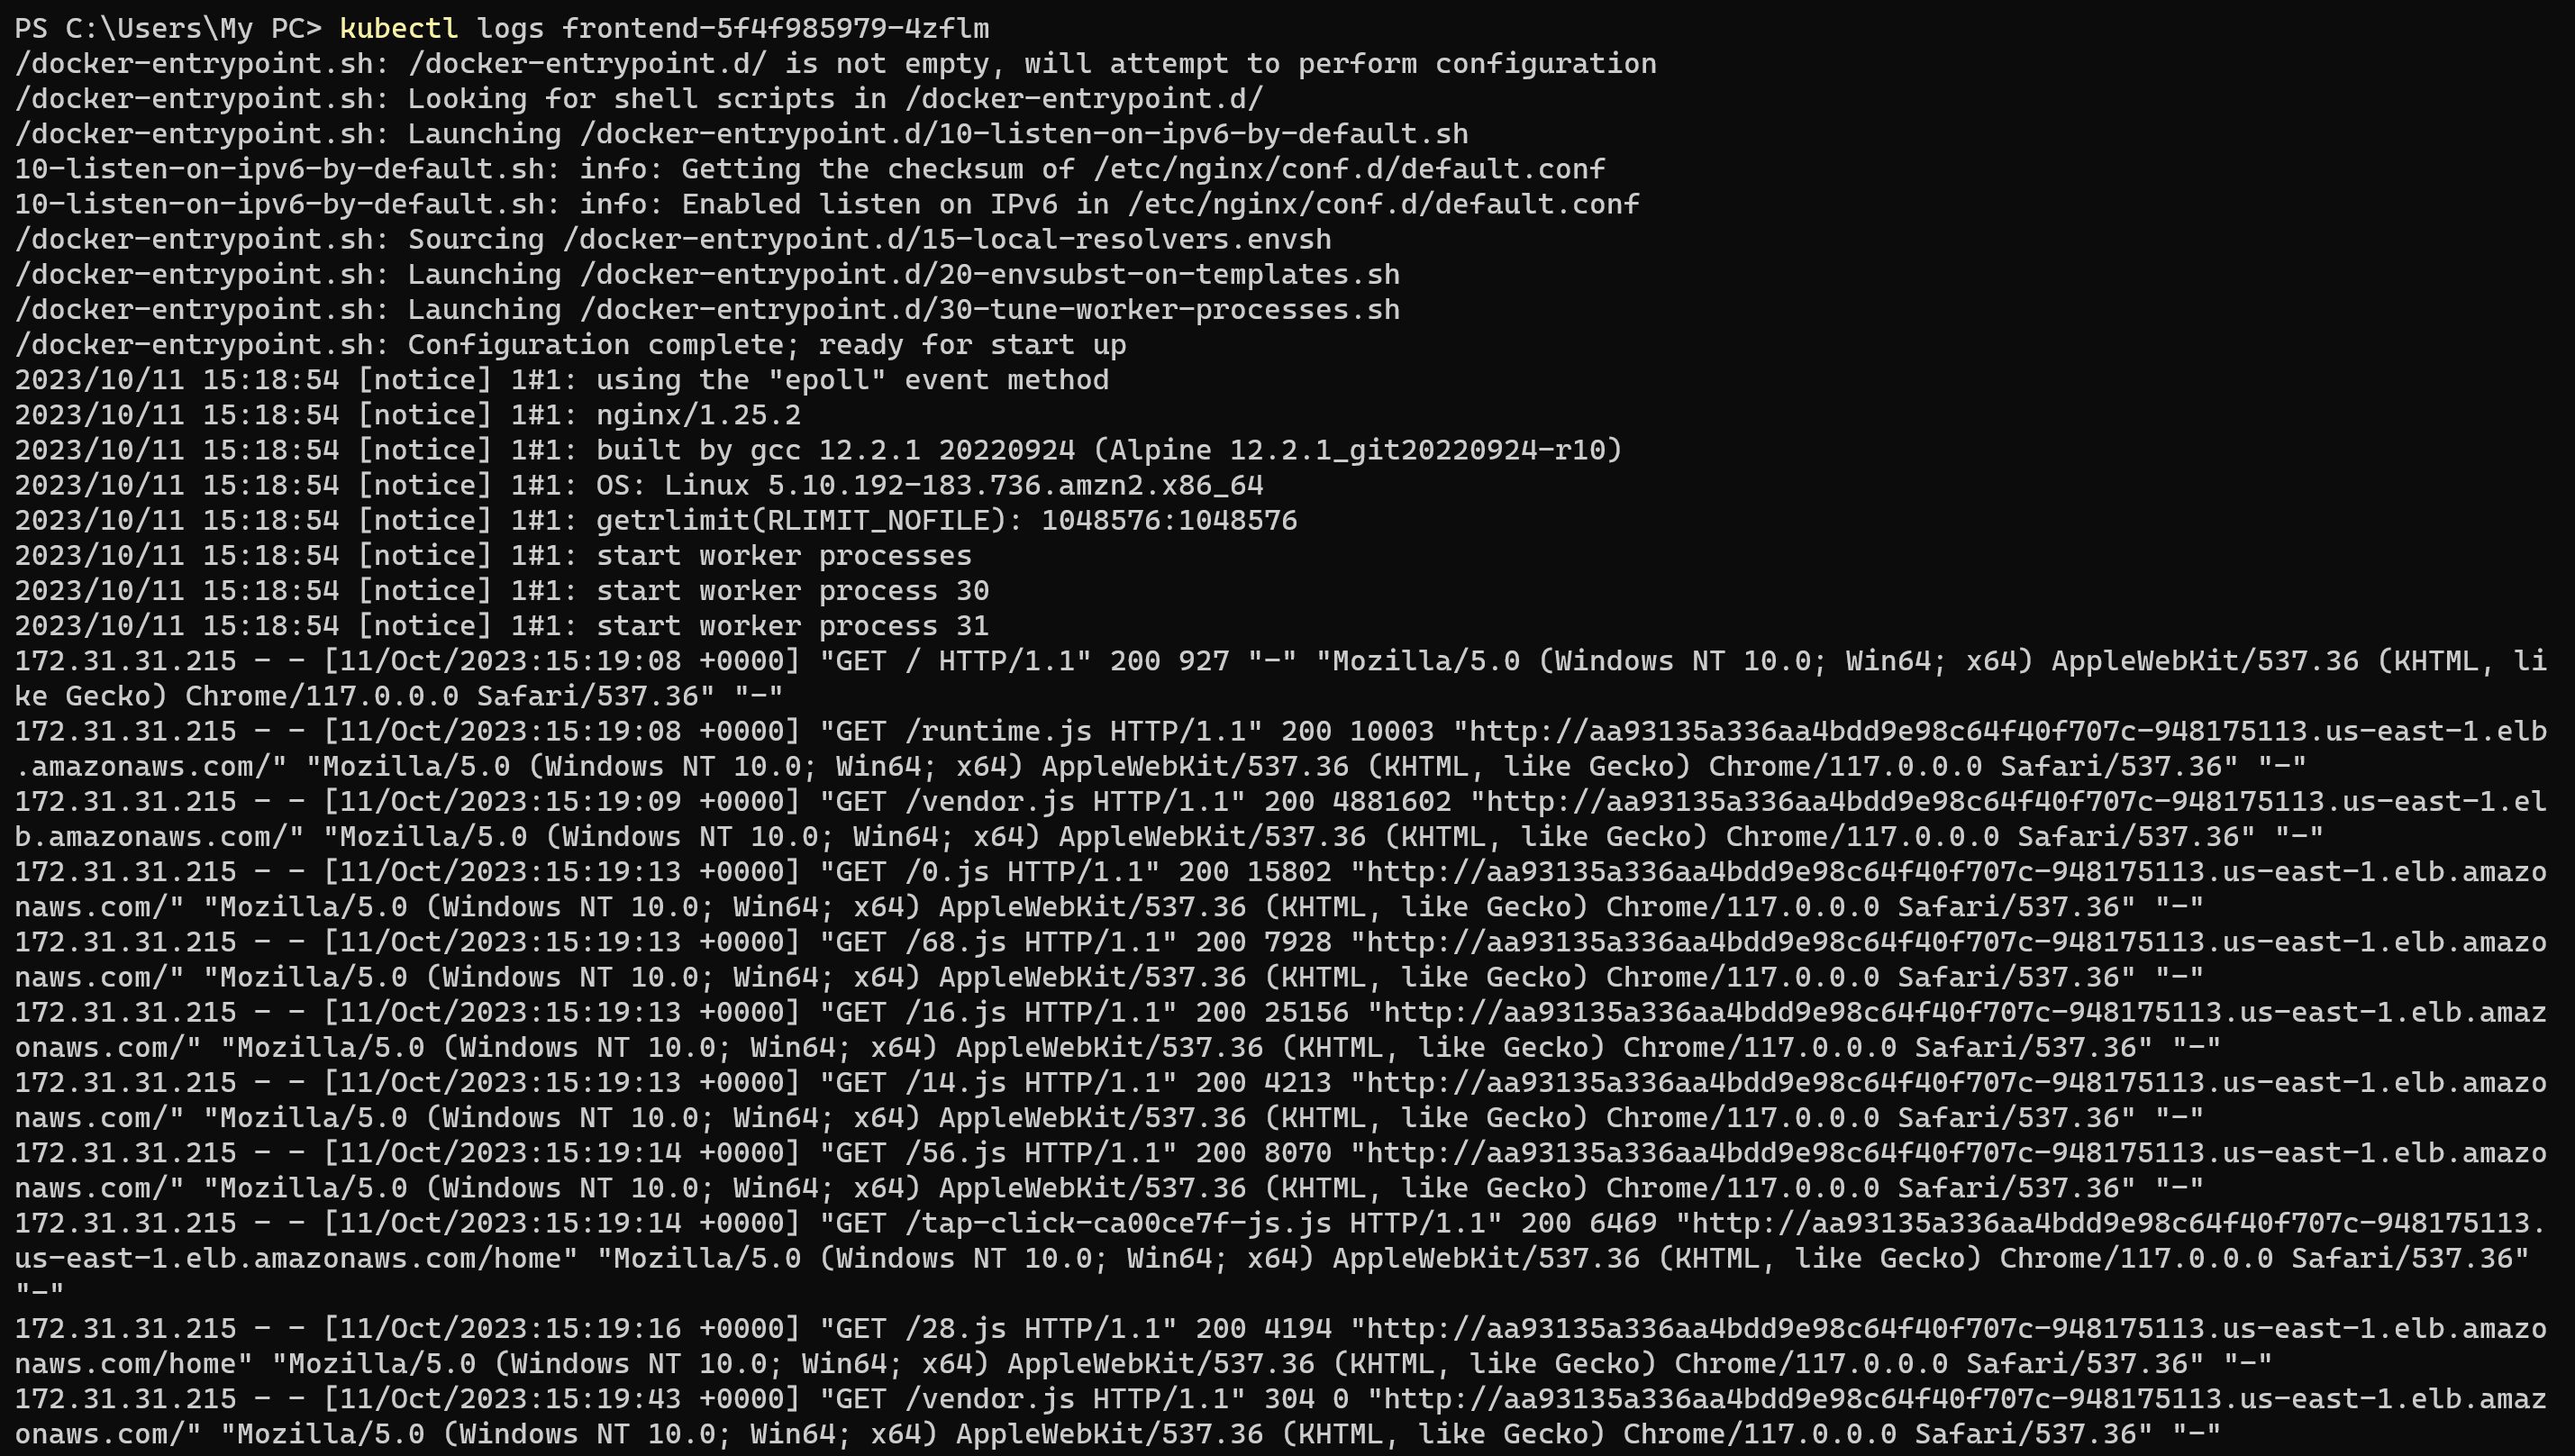 PS C:\Users\My PC> kubectl logs frontend-5f4f985979-4zflm
/docker-entrypoint.sh: /docker-entrypoint.d/ is not empty, will attempt to perform configuration
/docker-entrypoint.sh: Looking for shell scripts in /docker-entrypoint.d/
/docker-entrypoint.sh: Launching /docker-entrypoint.d/10-listen-on-ipv6-by-default.sh
10-listen-on-ipv6-by-default.sh: info: Getting the checksum of /etc/nginx/conf.d/default.conf
10-listen-on-ipv6-by-default.sh: info: Enabled listen on IPv6 in /etc/nginx/conf.d/default.conf
/docker-entrypoint.sh: Sourcing /docker-entrypoint.d/15-local-resolvers.envsh
/docker-entrypoint.sh: Launching /docker-entrypoint.d/20-envsubst-on-templates.sh
/docker-entrypoint.sh: Launching /docker-entrypoint.d/30-tune-worker-processes.sh
/docker-entrypoint.sh: Configuration complete; ready for start up
2023/10/11 15:18:54 [notice] 1#1: using the "epoll" event method
2023/10/11 15:18:54 [notice] 1#1: nginx/1.25.2
2023/10/11 15:18:54 [notice] 1#1: built by gcc 12.2.1 20220924 (Alpine 12.2.1_git20220924-r10)
2023/10/11 15:18:54 [notice] 1#1: OS: Linux 5.10.192-183.736.amzn2.x86_64
2023/10/11 15:18:54 [notice] 1#1: getrlimit(RLIMIT_NOFILE): 1048576:1048576
2023/10/11 15:18:54 [notice] 1#1: start worker processes
2023/10/11 15:18:54 [notice] 1#1: start worker process 30
2023/10/11 15:18:54 [notice] 1#1: start worker process 31
172.31.31.215 - - [11/Oct/2023:15:19:08 +0000] "GET / HTTP/1.1" 200 927 "-" "Mozilla/5.0 (Windows NT 10.0; Win64; x64) AppleWebKit/537.36 (KHTML, li
ke Gecko) Chrome/117.0.0.0 Safari/537.36" "-"
172.31.31.215 - - [11/Oct/2023:15:19:08 +0000] "GET /runtime.js HTTP/1.1" 200 10003 "http://aa93135a336aa4bdd9e98c64f40f707c-948175113.us-east-1.elb
.amazonaws.com/" "Mozilla/5.0 (Windows NT 10.0; Win64; x64) AppleWebKit/537.36 (KHTML, like Gecko) Chrome/117.0.0.0 Safari/537.36" "-"
172.31.31.215 - - [11/Oct/2023:15:19:09 +0000] "GET /vendor.js HTTP/1.1" 200 4881602 "http://aa93135a336aa4bdd9e98c64f40f707c-948175113.us-east-1.el
b.amazonaws.com/" "Mozilla/5.0 (Windows NT 10.0; Win64; x64) AppleWebKit/537.36 (KHTML, like Gecko) Chrome/117.0.0.0 Safari/537.36" "-"
172.31.31.215 - - [11/Oct/2023:15:19:13 +0000] "GET /0.js HTTP/1.1" 200 15802 "http://aa93135a336aa4bdd9e98c64f40f707c-948175113.us-east-1.elb.amazo
naws.com/" "Mozilla/5.0 (Windows NT 10.0; Win64; x64) AppleWebKit/537.36 (KHTML, like Gecko) Chrome/117.0.0.0 Safari/537.36" "-"
172.31.31.215 - - [11/Oct/2023:15:19:13 +0000] "GET /68.js HTTP/1.1" 200 7928 "http://aa93135a336aa4bdd9e98c64f40f707c-948175113.us-east-1.elb.amazo
naws.com/" "Mozilla/5.0 (Windows NT 10.0; Win64; x64) AppleWebKit/537.36 (KHTML, like Gecko) Chrome/117.0.0.0 Safari/537.36" "-"
172.31.31.215 - - [11/Oct/2023:15:19:13 +0000] "GET /16.js HTTP/1.1" 200 25156 "http://aa93135a336aa4bdd9e98c64f40f707c-948175113.us-east-1.elb.amaz
onaws.com/" "Mozilla/5.0 (Windows NT 10.0; Win64; x64) AppleWebKit/537.36 (KHTML, like Gecko) Chrome/117.0.0.0 Safari/537.36" "-"
172.31.31.215 - - [11/Oct/2023:15:19:13 +0000] "GET /14.js HTTP/1.1" 200 4213 "http://aa93135a336aa4bdd9e98c64f40f707c-948175113.us-east-1.elb.amazo
naws.com/" "Mozilla/5.0 (Windows NT 10.0; Win64; x64) AppleWebKit/537.36 (KHTML, like Gecko) Chrome/117.0.0.0 Safari/537.36" "-"
172.31.31.215 - - [11/Oct/2023:15:19:14 +0000] "GET /56.js HTTP/1.1" 200 8070 "http://aa93135a336aa4bdd9e98c64f40f707c-948175113.us-east-1.elb.amazo
naws.com/" "Mozilla/5.0 (Windows NT 10.0; Win64; x64) AppleWebKit/537.36 (KHTML, like Gecko) Chrome/117.0.0.0 Safari/537.36" "-"
172.31.31.215 - - [11/Oct/2023:15:19:14 +0000] "GET /tap-click-ca00ce7f-js.js HTTP/1.1" 200 6469 "http://aa93135a336aa4bdd9e98c64f40f707c-948175113.
us-east-1.elb.amazonaws.com/home" "Mozilla/5.0 (Windows NT 10.0; Win64; x64) AppleWebKit/537.36 (KHTML, like Gecko) Chrome/117.0.0.0 Safari/537.36"
"-"
172.31.31.215 - - [11/Oct/2023:15:19:16 +0000] "GET /28.js HTTP/1.1" 200 4194 "http://aa93135a336aa4bdd9e98c64f40f707c-948175113.us-east-1.elb.amazo
naws.com/home" "Mozilla/5.0 (Windows NT 10.0; Win64; x64) AppleWebKit/537.36 (KHTML, like Gecko) Chrome/117.0.0.0 Safari/537.36" "-"
172.31.31.215 - - [11/Oct/2023:15:19:43 +0000] "GET /vendor.js HTTP/1.1" 304 0 "http://aa93135a336aa4bdd9e98c64f40f707c-948175113.us-east-1.elb.amaz
onaws.com/" "Mozilla/5.0 (Windows NT 10.0; Win64; x64) AppleWebKit/537.36 (KHTML, like Gecko) Chrome/117.0.0.0 Safari/537.36" "-"